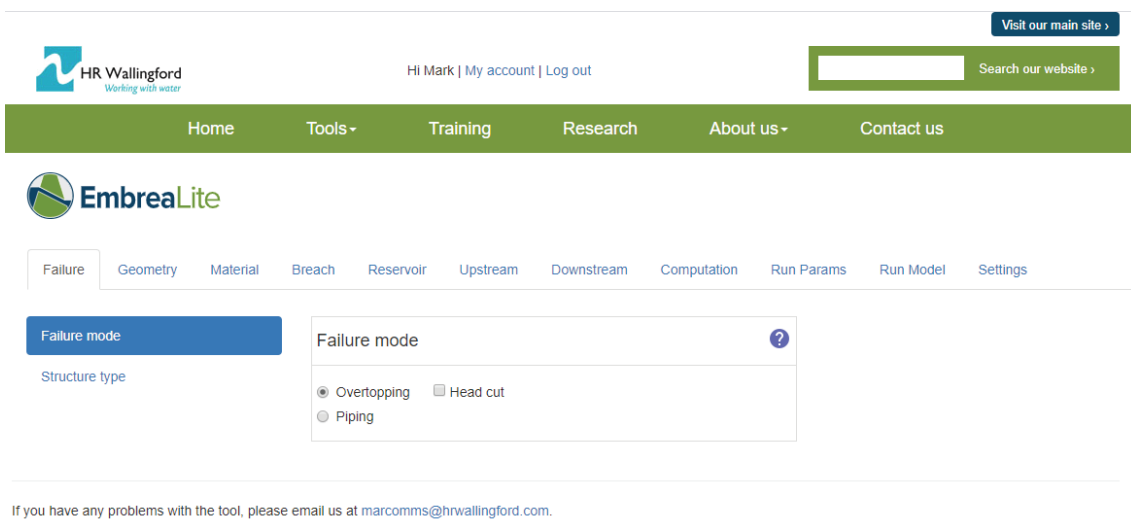 Visit our main site ›
HR Wallingford
Working with water
Hi Mark | My account | Log out
Search our website ›
Home Tools Training Research About us Contact us
EmbreaLite
Failure Geometry Material Breach Reservoir Upstream Downstream Computation Run Params Run Model Settings
Failure mode
Structure type
Failure mode ?
Overtopping Head cut
Piping
If you have any problems with the tool, please email us at marcomms@hrwallingford.com.